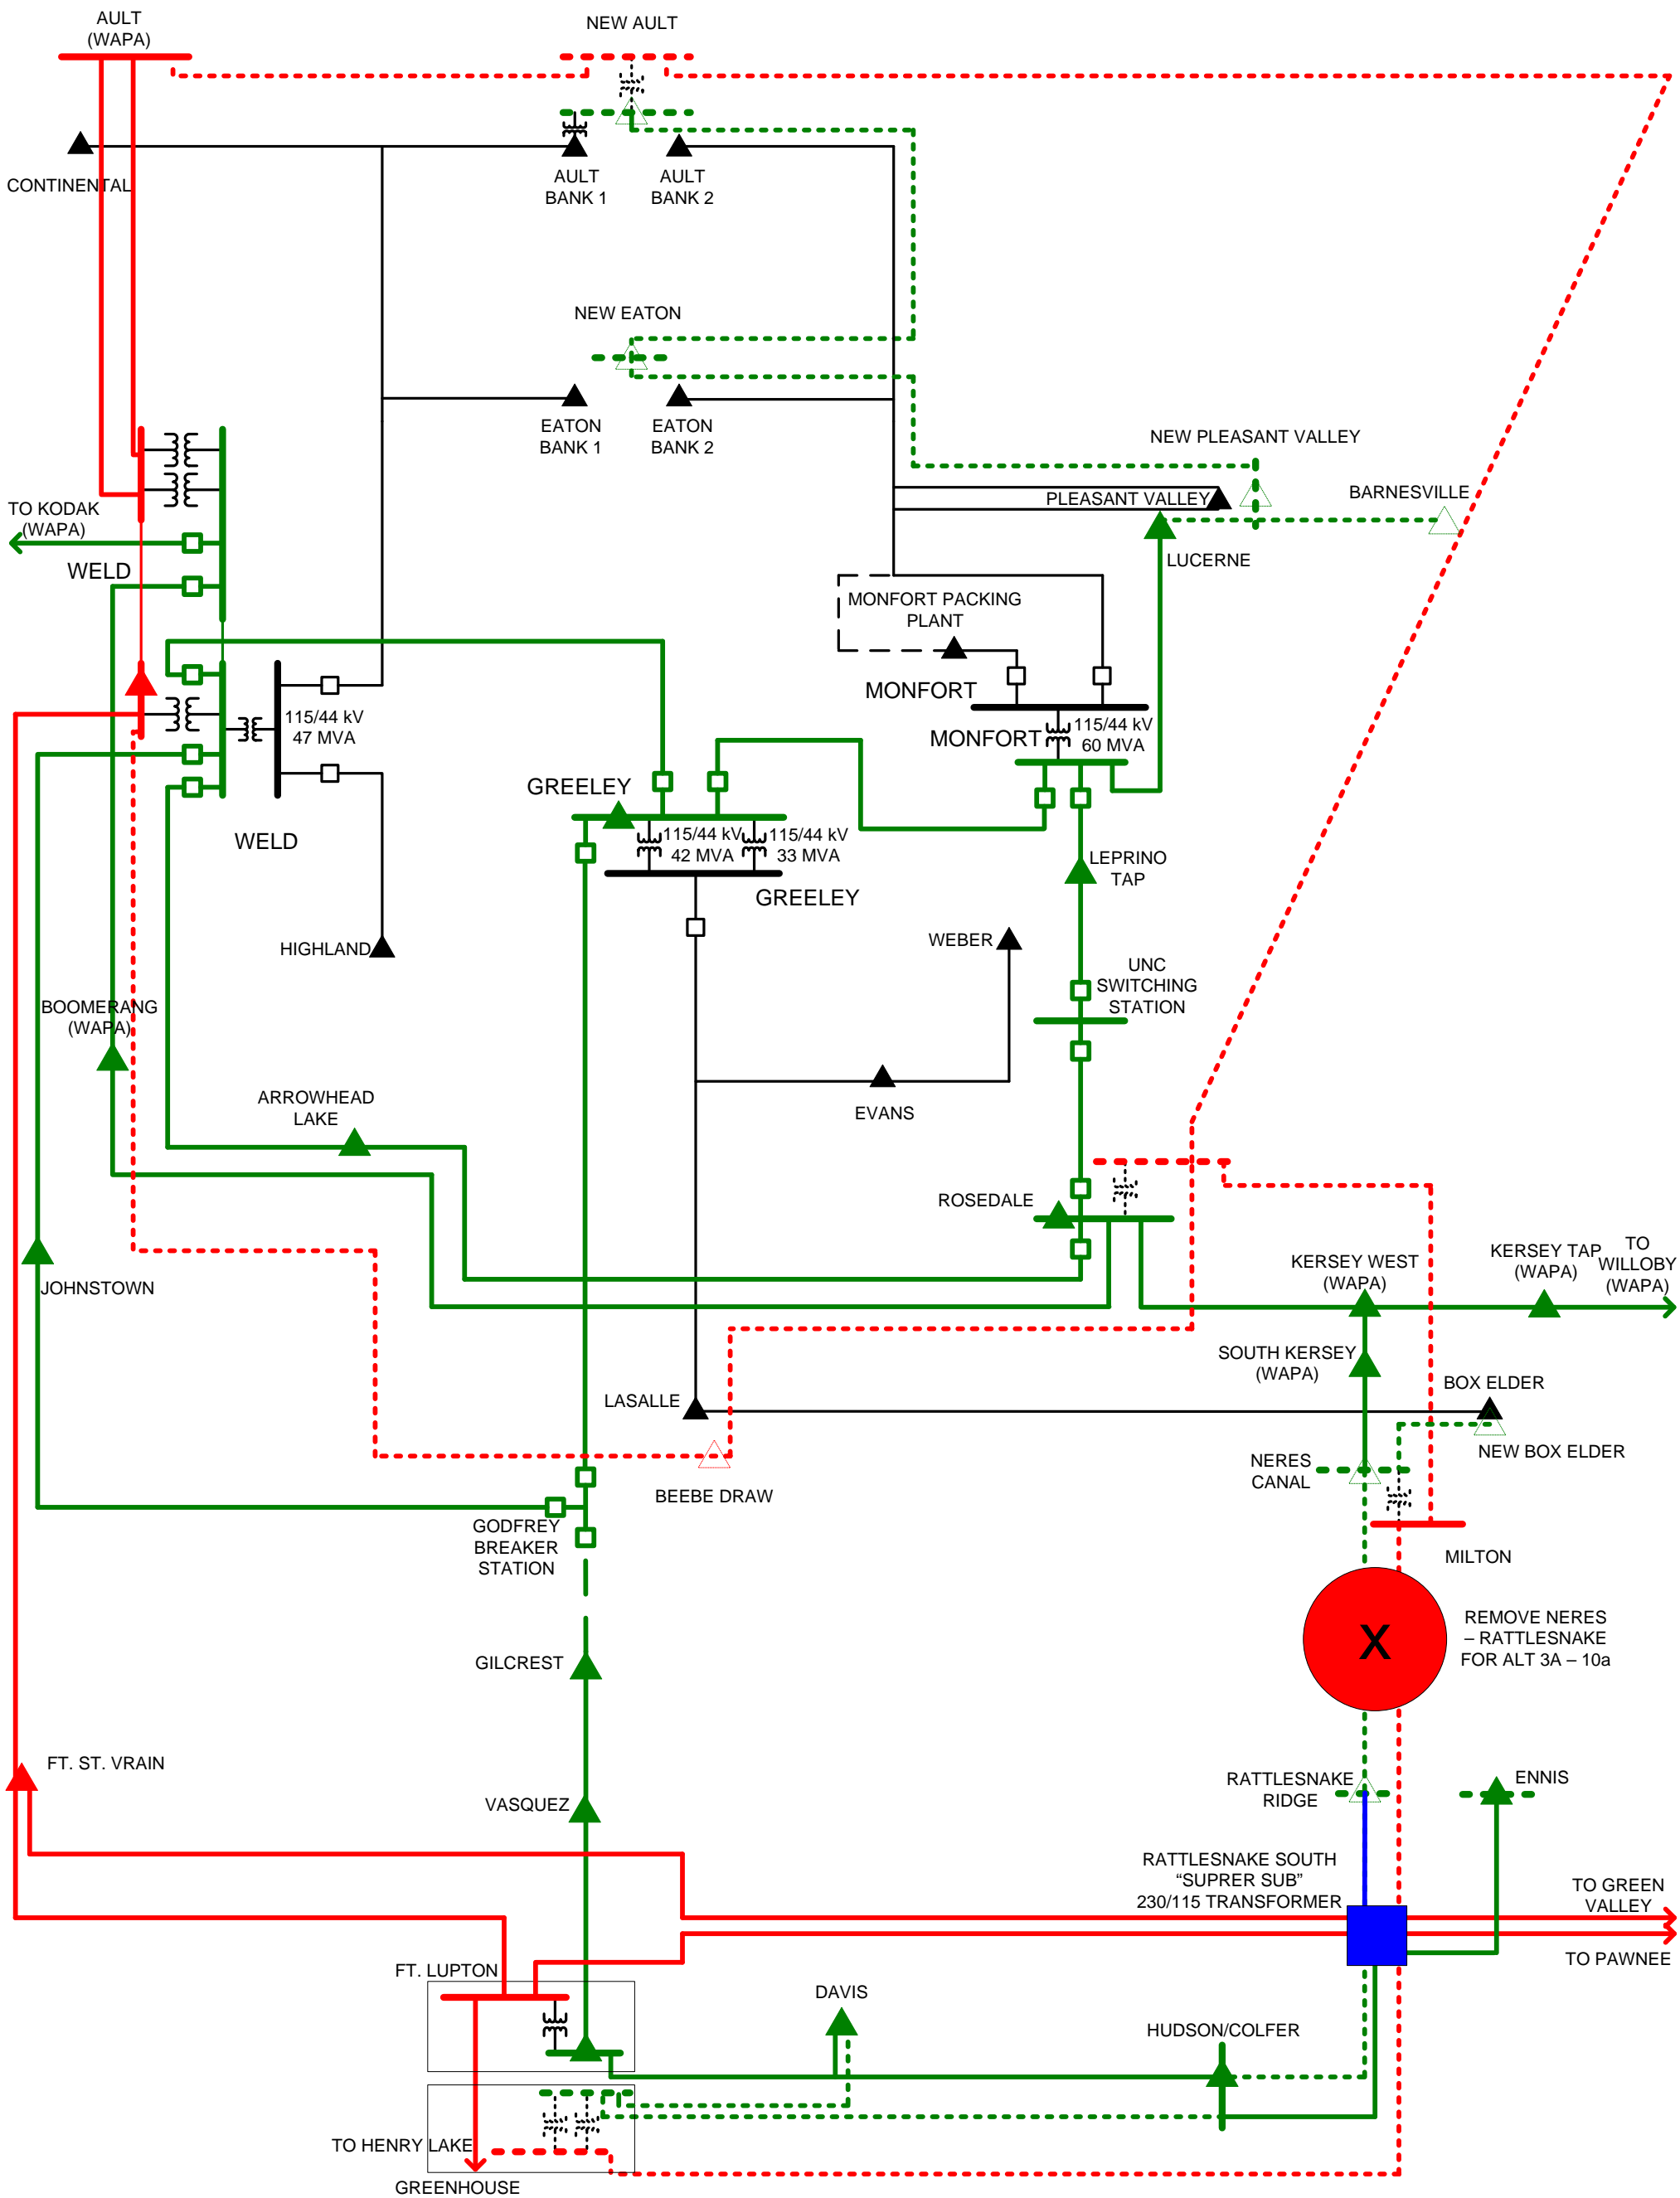 AULT
(WAPA)
NEW AULT
CONTINENTAL
AULT
BANK 1
AULT
BANK 2
NEW EATON
EATON
BANK 1
EATON
BANK 2
NEW PLEASANT VALLEY
PLEASANT VALLEY
BARNESVILLE
LUCERNE
TO KODAK
(WAPA)
WELD
MONFORT PACKING
PLANT
MONFORT
115/44 kV
47 MVA
MONFORT
115/44 kV
60 MVA
GREELEY
WELD
115/44 kV
42 MVA
115/44 kV
33 MVA
GREELEY
LEPRINO
TAP
HIGHLAND
WEBER
UNC
SWITCHING
STATION
BOOMERANG
(WAPA)
ARROWHEAD
LAKE
EVANS
ROSEDALE
JOHNSTOWN
KERSEY WEST
(WAPA)
KERSEY TAP
(WAPA)
TO
WILLOBY
(WAPA)
SOUTH KERSEY
(WAPA)
LASALLE
BOX ELDER
NEW BOX ELDER
NERES
CANAL
BEEBE DRAW
GODFREY
BREAKER
STATION
MILTON
X
REMOVE NERES
– RATTLESNAKE
FOR ALT 3A – 10a
GILCREST
FT. ST. VRAIN
VASQUEZ
RATTLESNAKE
RIDGE
ENNIS
RATTLESNAKE SOUTH
“SUPRER SUB”
230/115 TRANSFORMER
TO GREEN
VALLEY
TO PAWNEE
FT. LUPTON
DAVIS
HUDSON/COLFER
TO HENRY LAKE
GREENHOUSE